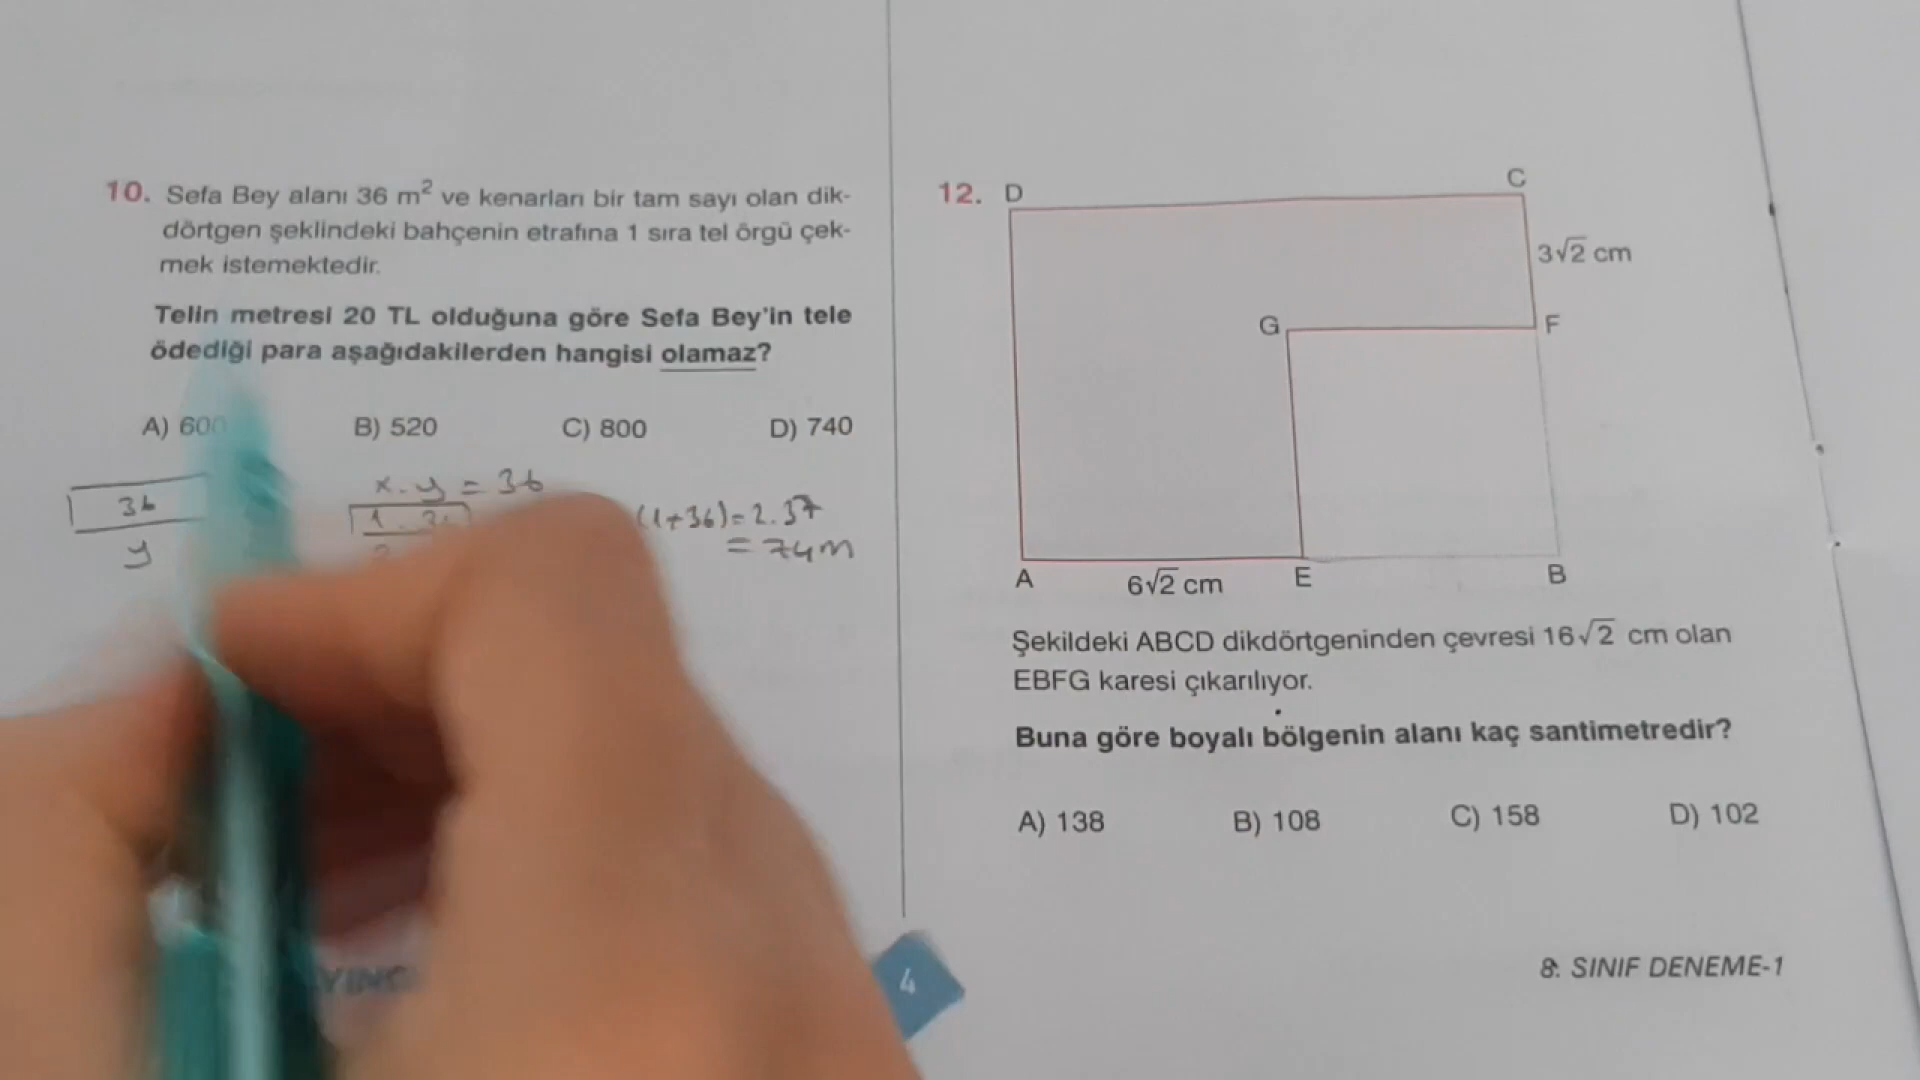 10. Sefa Bey alanı 36 m² ve kenarları bir tam sayı olan dik-
dörtgen şeklindeki bahçenin etrafına 1 sıra tel örgü çek-
mek istemektedir.
Telin metresi 20 TL olduğuna göre Sefa Bey'in tele
ödediği para aşağıdakilerden hangisi olamaz?
A) 600 B) 520 C) 800 D) 740
36
y
x.y = 36
(1+36)=2.37
=74m
12. D
C
3√2 cm
G
F
A
6√2 cm
E
B
Şekildeki ABCD dikdörtgeninden çevresi 16√2 cm olan
EBFG karesi çıkarılıyor.
Buna göre boyalı bölgenin alanı kaç santimetredir?
A) 138 B) 108 C) 158 D) 102
4
8. SINIF DENEME-1